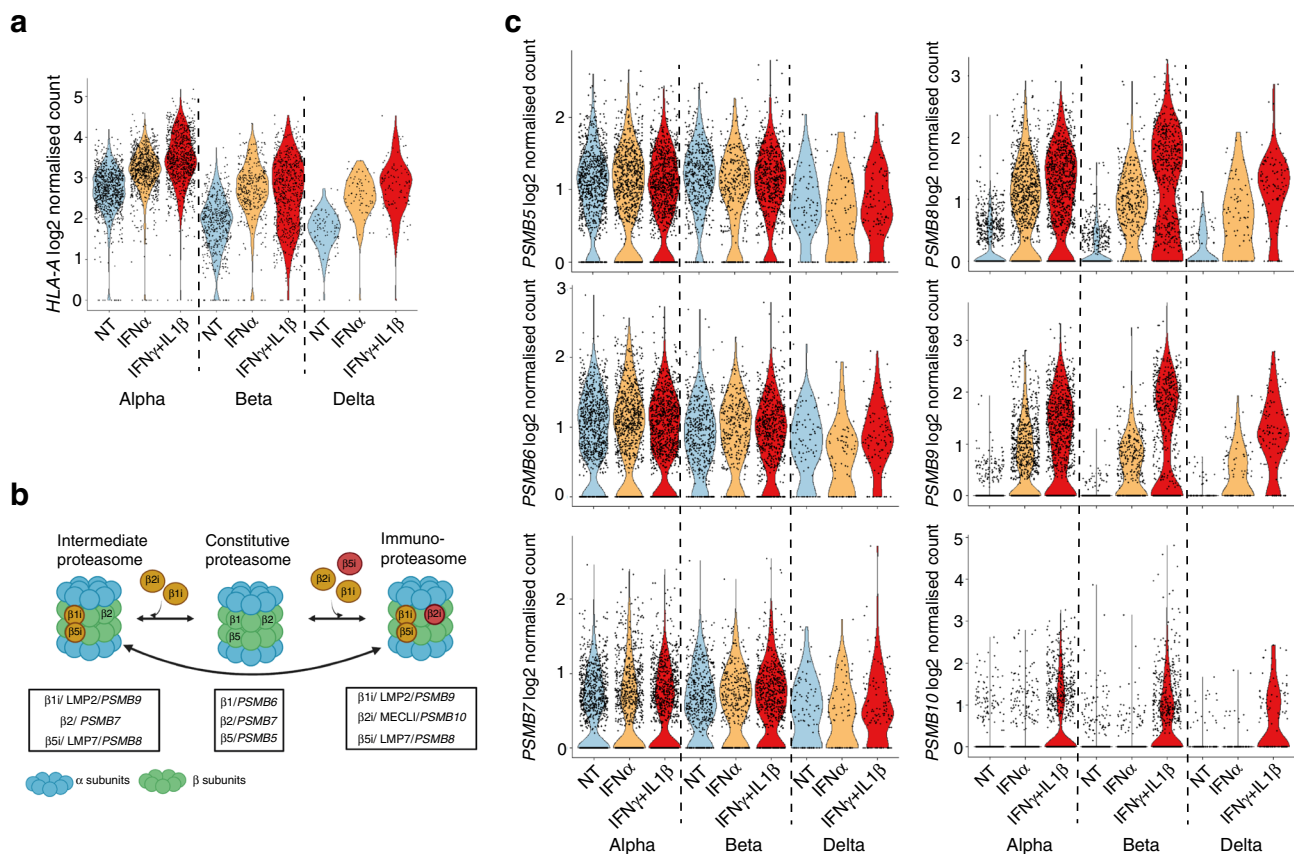 a
HLA-A log2 normalised count
5
4
3
2
1
0
NT
IFNα
IFNγ+IL1β
NT
IFNα
IFNγ+IL1β
NT
IFNα
IFNγ+IL1β
Alpha
Beta
Delta
b
Intermediate proteasome
Constitutive proteasome
Immuno-
proteasome
β2i
β1i
β5i
β2i
β1i
β1i
β2
β5i
β1
β2
β5
β1i
β2i
β5i
β1i/ LMP2/PSMB9
β2/ PSMB7
β5i/ LMP7/PSMB8
β1/PSMB6
β2/PSMB7
β5/PSMB5
β1i/ LMP2/PSMB9
β2i/ MECLI/PSMB10
β5i/ LMP7/PSMB8
α subunits
β subunits
c
PSMB5 log2 normalised count
2
1
0
PSMB8 log2 normalised count
3
2
1
0
PSMB6 log2 normalised count
3
2
1
0
PSMB9 log2 normalised count
3
2
1
0
PSMB7 log2 normalised count
3
2
1
0
PSMB10 log2 normalised count
5
4
3
2
1
0
NT
IFNα
IFNγ+IL1β
NT
IFNα
IFNγ+IL1β
NT
IFNα
IFNγ+IL1β
Alpha
Beta
Delta
NT
IFNα
IFNγ+IL1β
NT
IFNα
IFNγ+IL1β
NT
IFNα
IFNγ+IL1β
Alpha
Beta
Delta